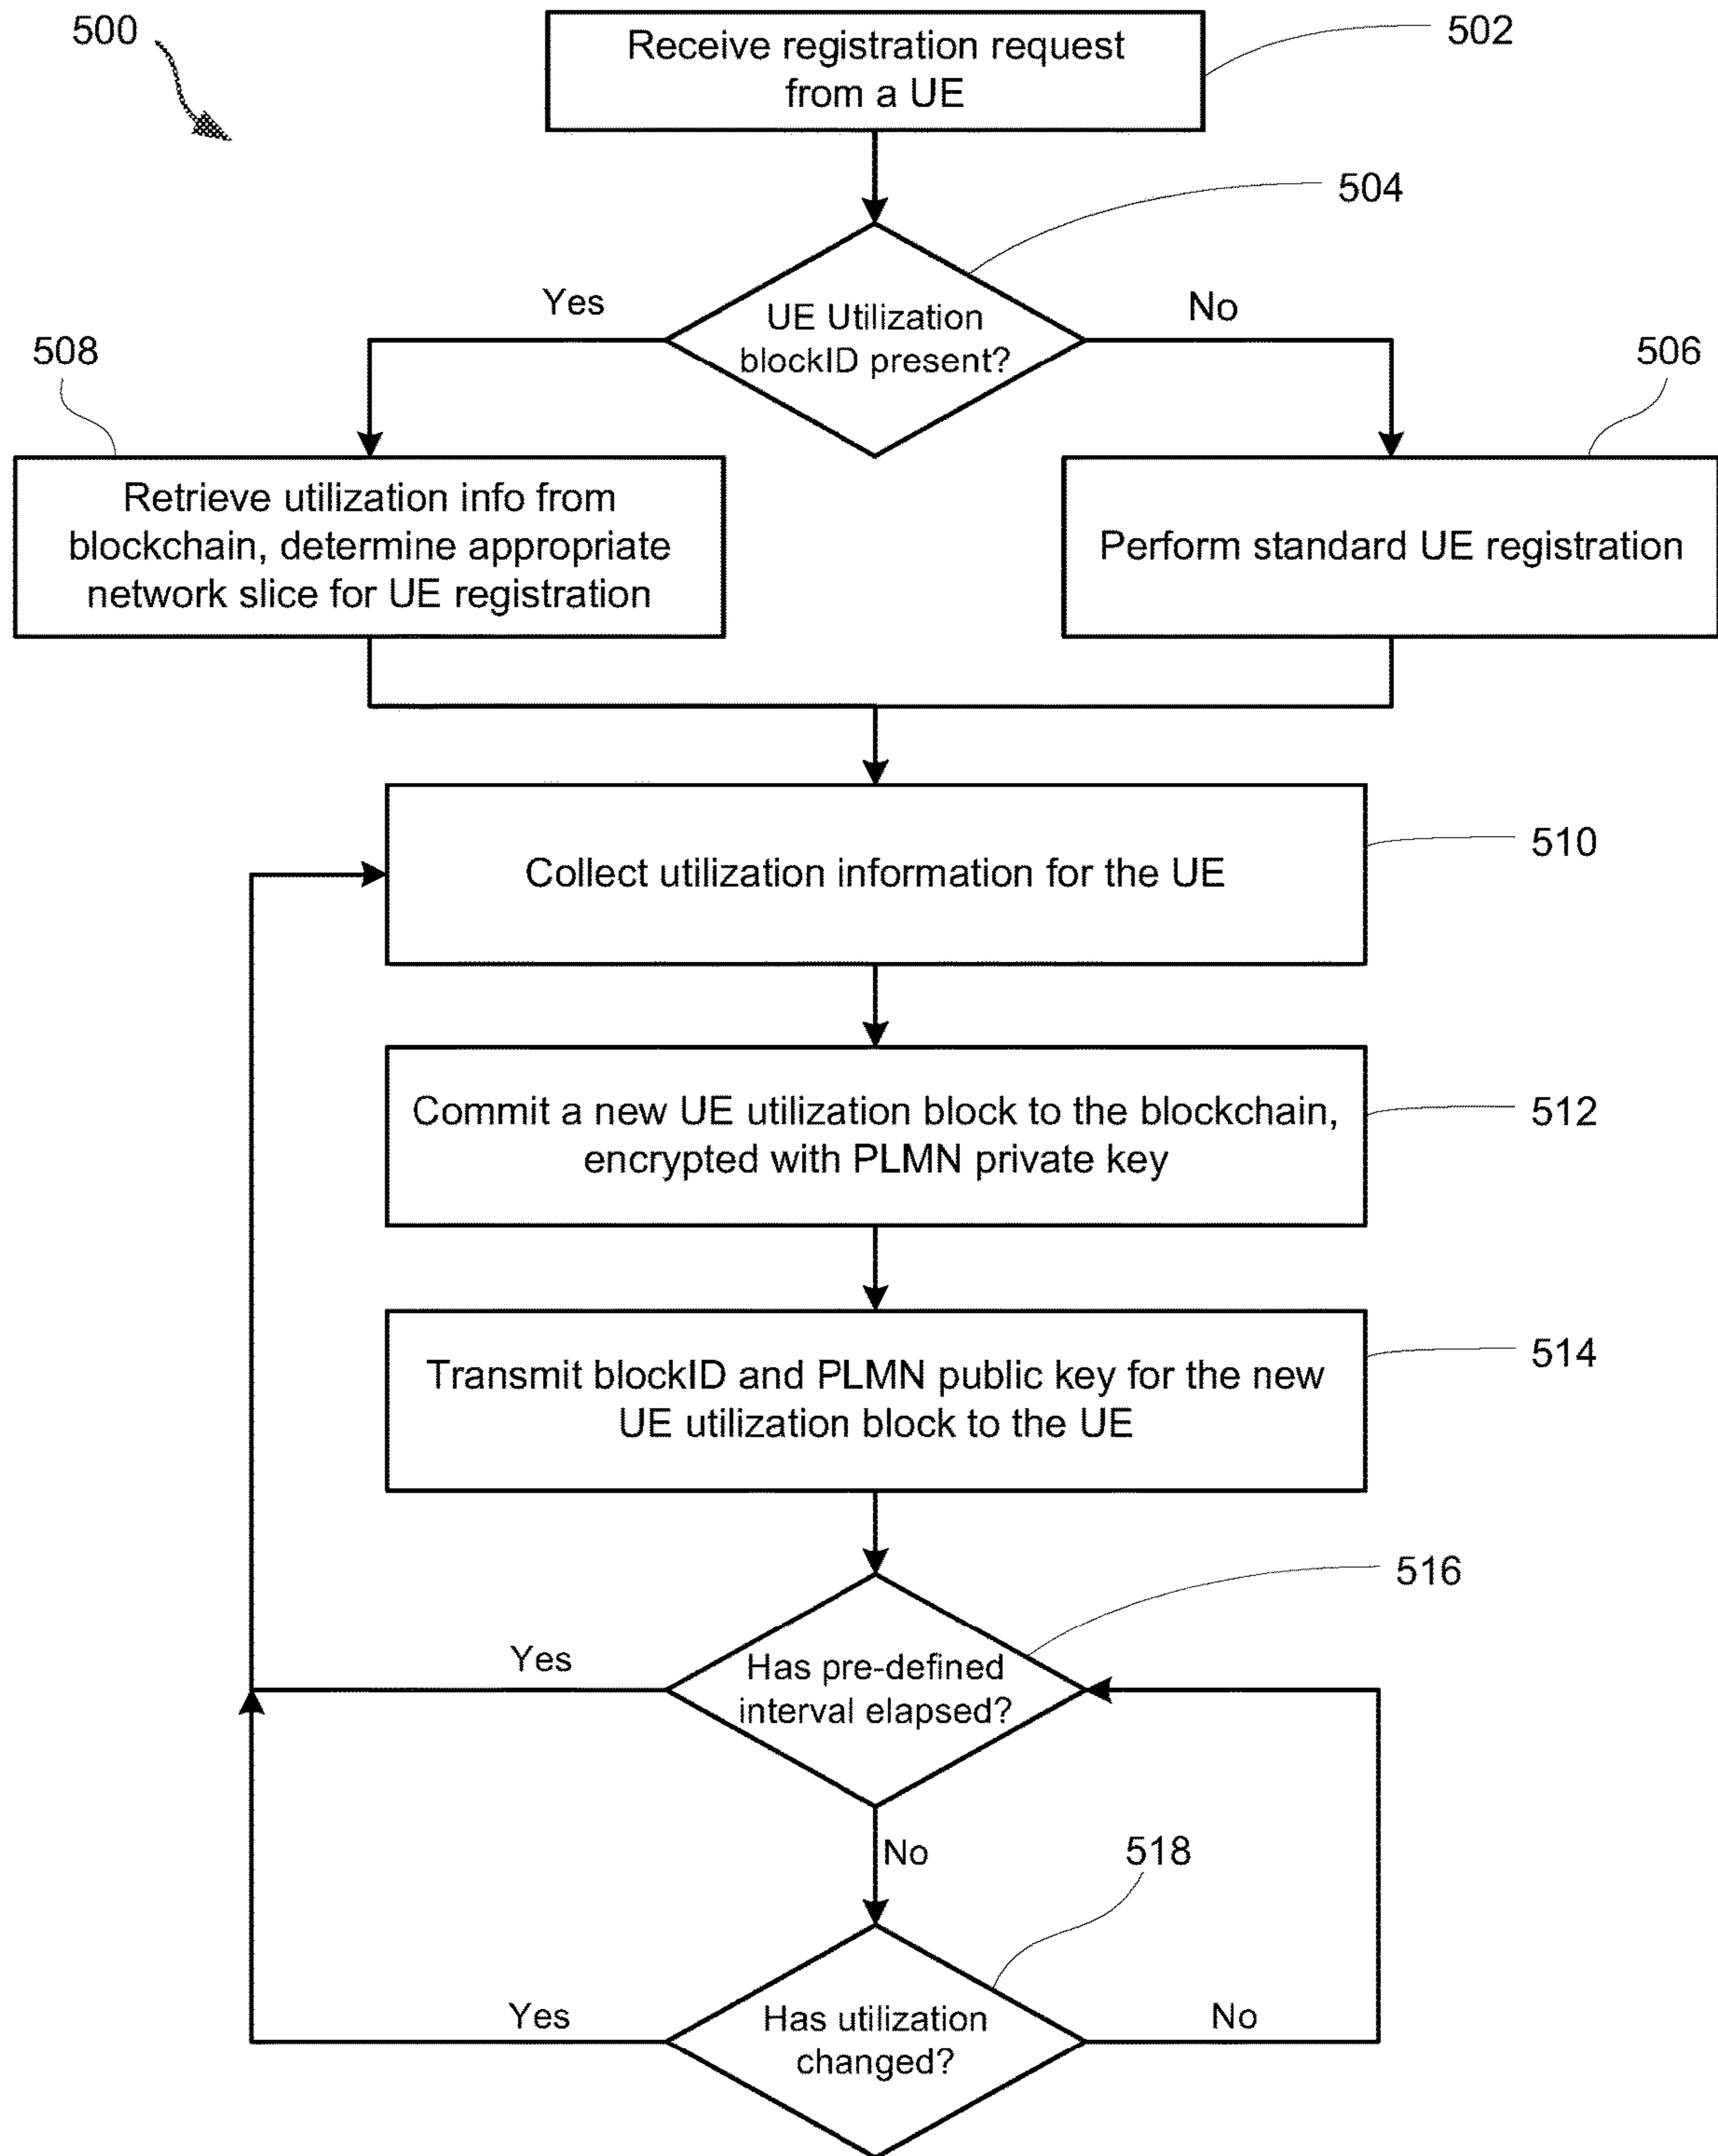 500
Receive registration request
from a UE
502
504
Yes
UE Utilization
blockID present?
No
508
506
Retrieve utilization info from
blockchain, determine appropriate
network slice for UE registration
Perform standard UE registration
Collect utilization information for the UE
510
Commit a new UE utilization block to the blockchain,
encrypted with PLMN private key
512
Transmit blockID and PLMN public key for the new
UE utilization block to the UE
514
516
Yes
Has pre-defined
interval elapsed?
No
518
Yes
Has utilization
changed?
No